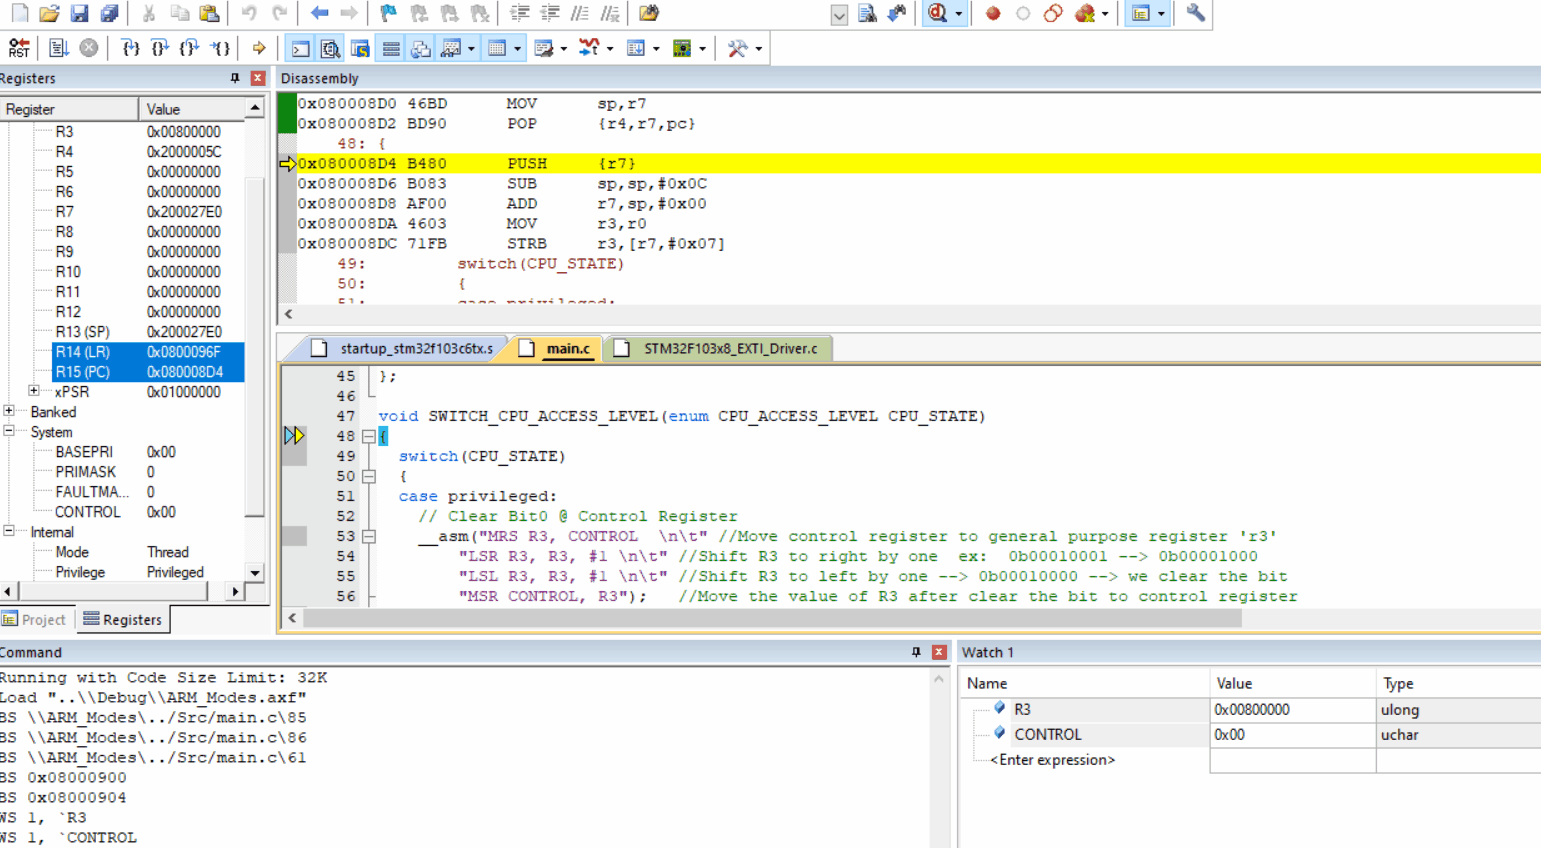 RST
Registers
Register Value
R3 0x00800000
R4 0x2000005C
R5 0x00000000
R6 0x00000000
R7 0x200027E0
R8 0x00000000
R9 0x00000000
R10 0x00000000
R11 0x00000000
R12 0x00000000
R13 (SP) 0x200027E0
R14 (LR) 0x0800096F
R15 (PC) 0x080008D4
xPSR 0x01000000
Banked
System
BASEPRI 0x00
PRIMASK 0
FAULTMA... 0
CONTROL 0x00
Internal
Mode Thread
Privilege Privileged
Project Registers
Disassembly
0x080008D0 46BD MOV sp,r7
0x080008D2 BD90 POP {r4,r7,pc}
48: {
0x080008D4 B480 PUSH {r7}
0x080008D6 B083 SUB sp,sp,#0x0C
0x080008D8 AF00 ADD r7,sp,#0x00
0x080008DA 4603 MOV r3,r0
0x080008DC 71FB STRB r3,[r7,#0x07]
49: switch(CPU_STATE)
50: {
51: case privileged:
startup_stm32f103c6tx.s main.c STM32F103x8_EXTI_Driver.c
45 };
46
47 void SWITCH_CPU_ACCESS_LEVEL(enum CPU_ACCESS_LEVEL CPU_STATE)
48 {
49 switch(CPU_STATE)
50 {
51 case privileged:
52 // Clear Bit0 @ Control Register
53 __asm("MRS R3, CONTROL \n\t" //Move control register to general purpose register 'r3'
54 "LSR R3, R3, #1 \n\t" //Shift R3 to right by one ex: 0b00010001 --> 0b00001000
55 "LSL R3, R3, #1 \n\t" //Shift R3 to left by one --> 0b00010000 --> we clear the bit
56 "MSR CONTROL, R3"); //Move the value of R3 after clear the bit to control register
Command
Running with Code Size Limit: 32K
Load "..\\Debug\\ARM_Modes.axf"
BS \\ARM_Modes\../Src/main.c\85
BS \\ARM_Modes\../Src/main.c\86
BS \\ARM_Modes\../Src/main.c\61
BS 0x08000900
BS 0x08000904
WS 1, `R3
WS 1, `CONTROL
Watch 1
Name Value Type
R3 0x00800000 ulong
CONTROL 0x00 uchar
<Enter expression>